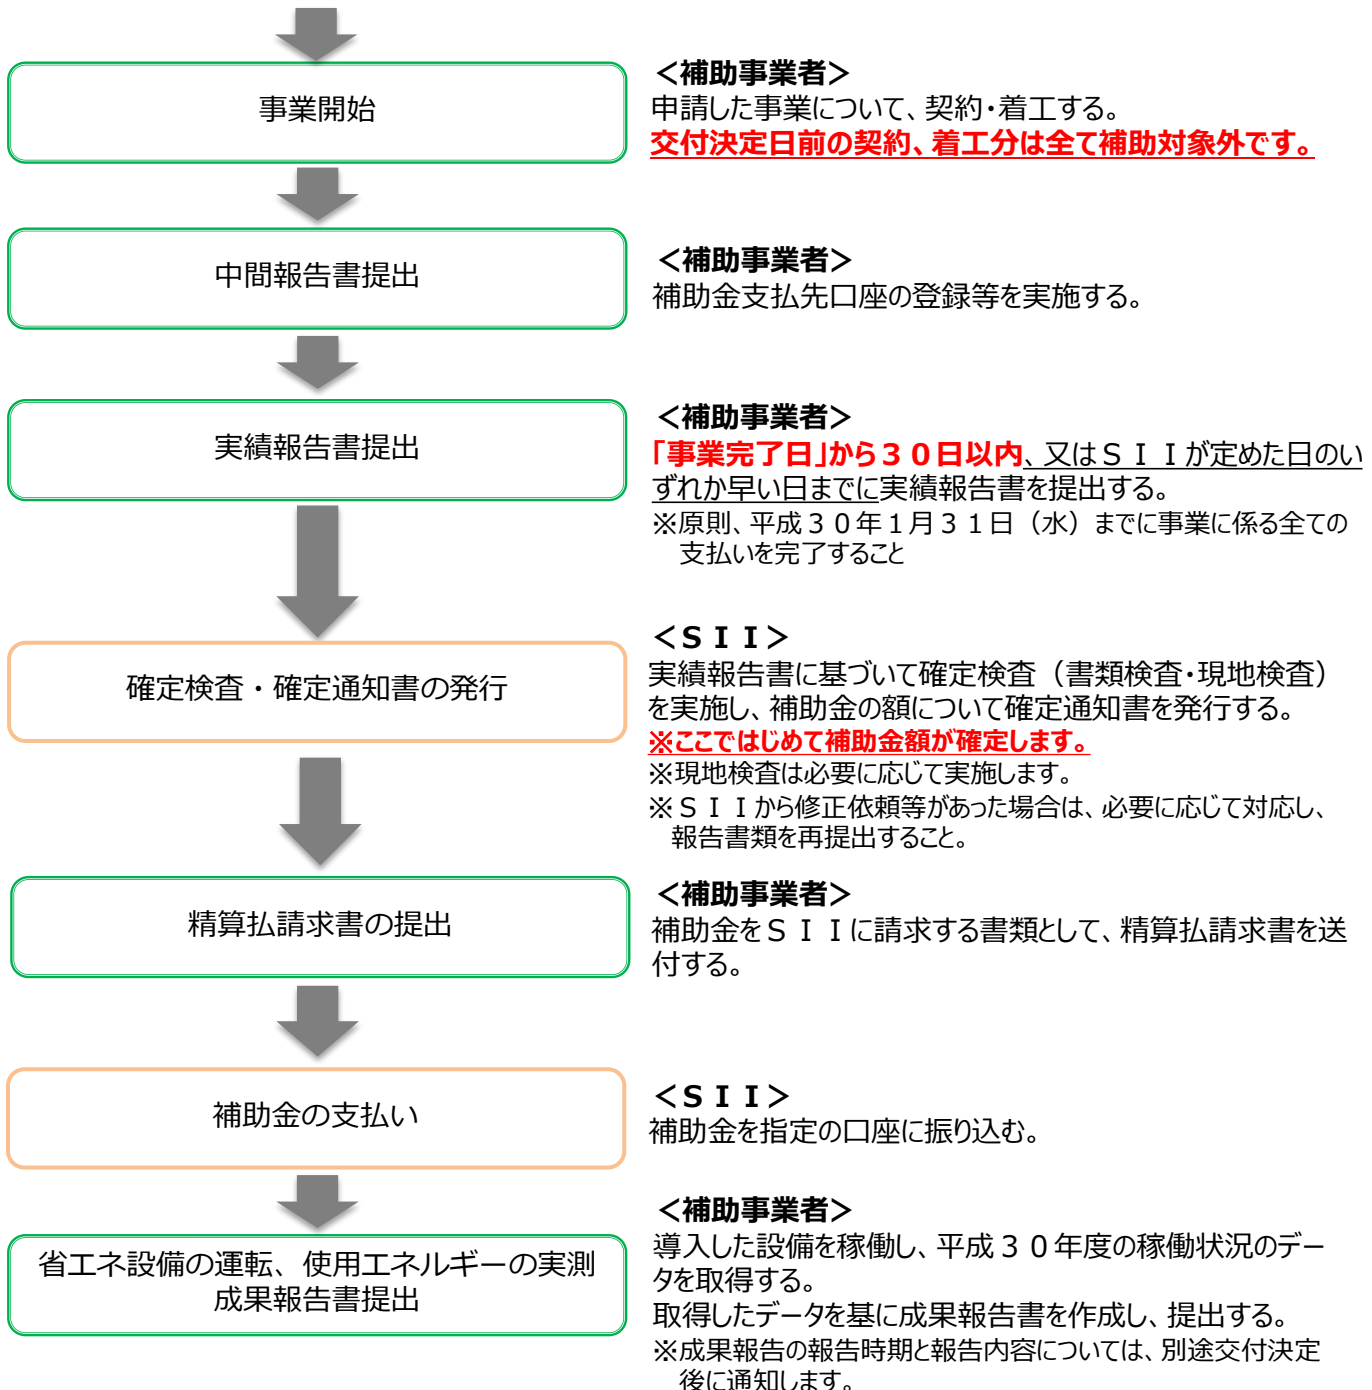 事業開始
<補助事業者>
申請した事業について、契約・着工する。
交付決定日前の契約、着工分は全て補助対象外です。
中間報告書提出
<補助事業者>
補助金支払先口座の登録等を実施する。
実績報告書提出
<補助事業者>
「事業完了日」から３０日以内、又はＳＩＩが定めた日のい
ずれか早い日までに実績報告書を提出する。
※原則、平成３０年１月３１日（水）までに事業に係る全ての
支払いを完了すること
確定検査・確定通知書の発行
<ＳＩＩ>
実績報告書に基づいて確定検査（書類検査・現地検査）
を実施し、補助金の額について確定通知書を発行する。
※ここではじめて補助金額が確定します。
※現地検査は必要に応じて実施します。
※ＳＩＩから修正依頼等があった場合は、必要に応じて対応し、
報告書類を再提出すること。
精算払請求書の提出
<補助事業者>
補助金をＳＩＩに請求する書類として、精算払請求書を送
付する。
補助金の支払い
<ＳＩＩ>
補助金を指定の口座に振り込む。
省エネ設備の運転、使用エネルギーの実測
成果報告書提出
<補助事業者>
導入した設備を稼働し、平成３０年度の稼働状況のデー
タを取得する。
取得したデータを基に成果報告書を作成し、提出する。
※成果報告の報告時期と報告内容については、別途交付決定
後に通知します。